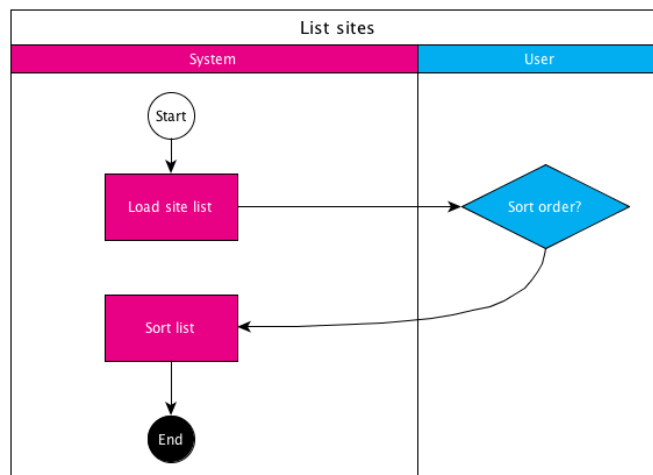 List sites
System
User
Start
Load site list
Sort order?
Sort list
End